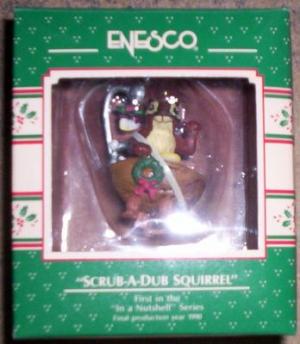 ENESCO
"SCRUB-A-DUB SQUIRREL"
First in the
"In a Nutshell" Series
Final production year 1990